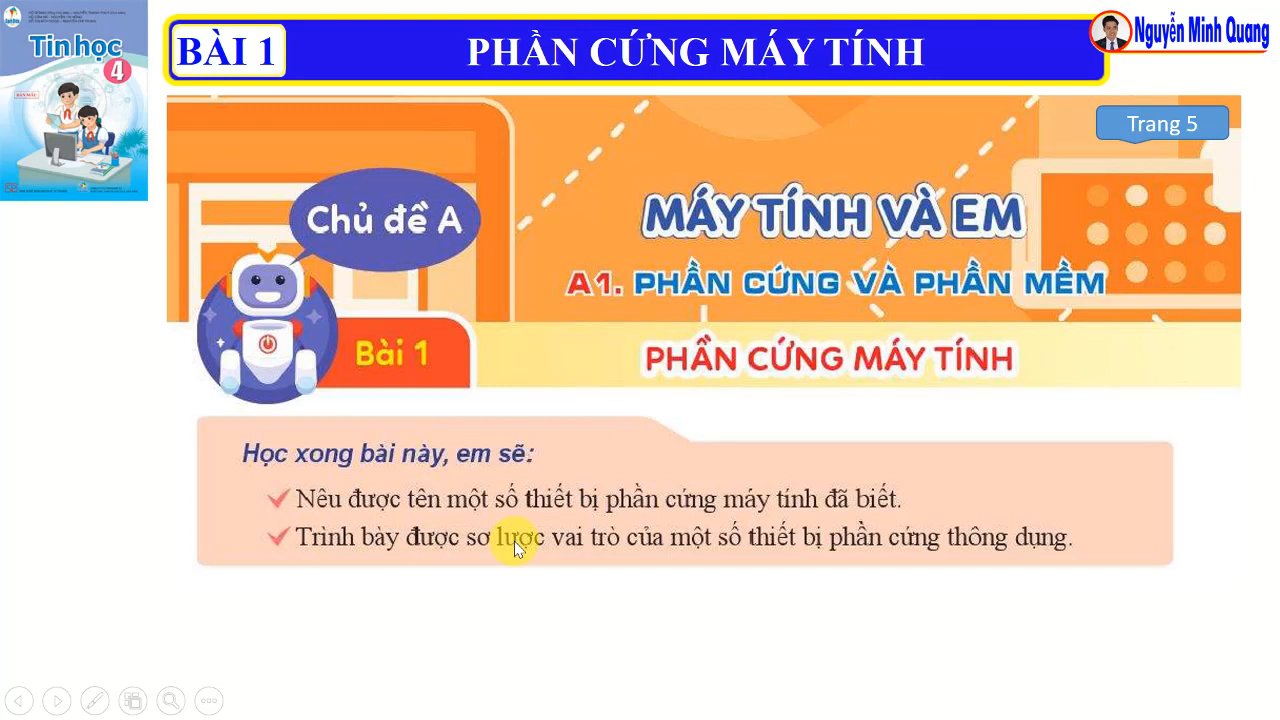 Tin học
4
BÀI 1
PHẦN CỨNG MÁY TÍNH
Nguyễn Minh Quang
Trang 5
Chủ đề A
MÁY TÍNH VÀ EM
A1. PHẦN CỨNG VÀ PHẦN MỀM
Bài 1
PHẦN CỨNG MÁY TÍNH
Học xong bài này, em sẽ:
Nêu được tên một số thiết bị phần cứng máy tính đã biết.
Trình bày được sơ lược vai trò của một số thiết bị phần cứng thông dụng.